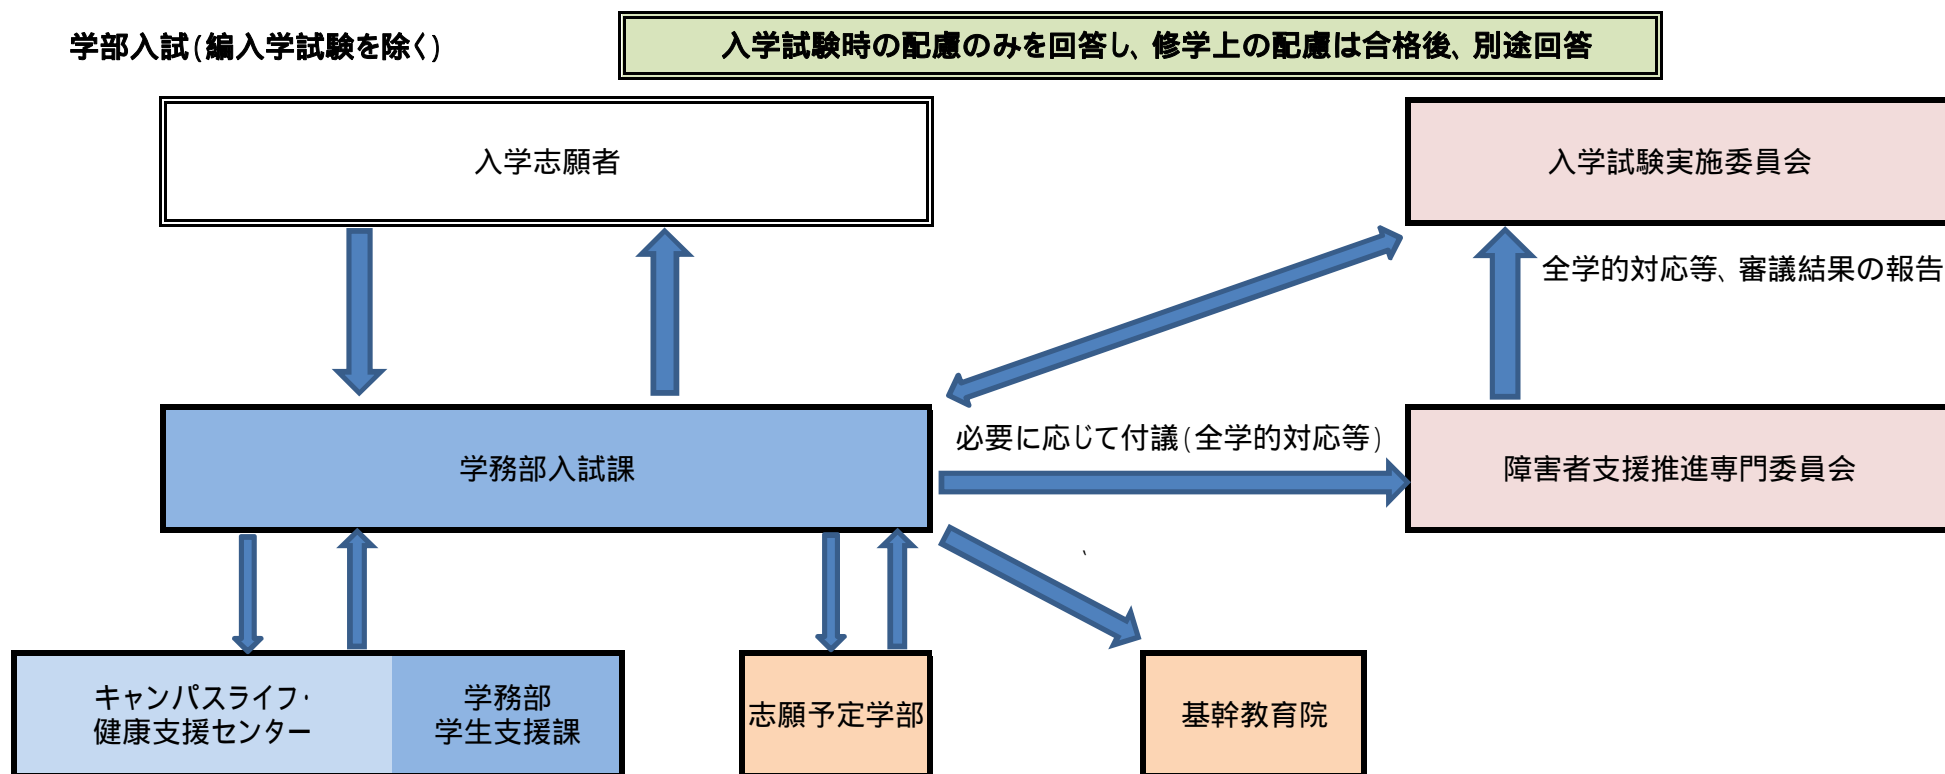 学部入試(編入学試験を除く)
入学試験時の配慮のみを回答し、修学上の配慮は合格後、別途回答
入学志願者
入学試験実施委員会
全学的対応等、審議結果の報告
必要に応じて付議(全学的対応等)
学務部入試課
障害者支援推進専門委員会
、
キャンパスライフ・
健康支援センター
学務部
学生支援課
志願予定学部
基幹教育院